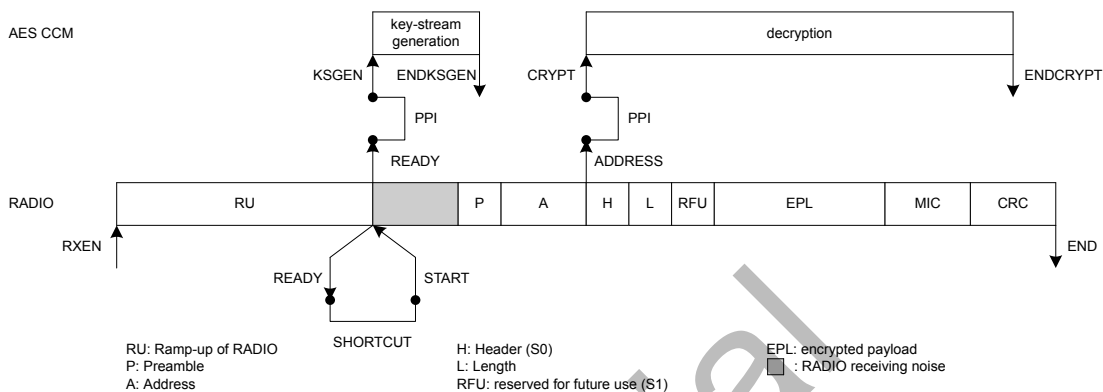 key-stream
generation
AES CCM
decryption
KSGEN
ENDKSGEN
CRYPT
ENDCRYPT
PPI
PPI
READY
ADDRESS
RADIO
RU
P
A
H
L
RFU
EPL
MIC
CRC
RXEN
END
READY
START
SHORTCUT
RU: Ramp-up of RADIO
P: Preamble
A: Address
H: Header (S0)
L: Length
RFU: reserved for future use (S1)
EPL: encrypted payload
: RADIO receiving noise